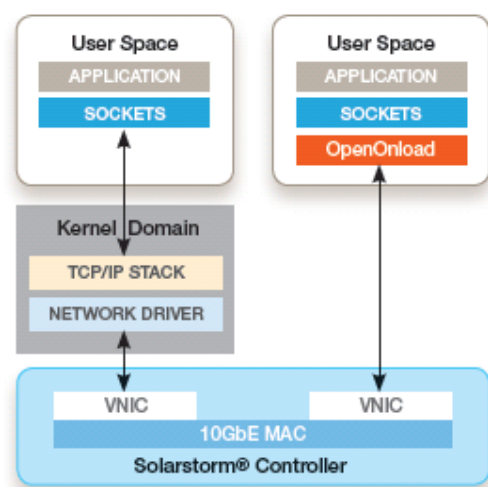 User Space
APPLICATION
SOCKETS
User Space
APPLICATION
SOCKETS
OpenOnload
Kernel Domain
TCP/IP STACK
NETWORK DRIVER
VNIC
VNIC
10GbE MAC
Solarstorm® Controller